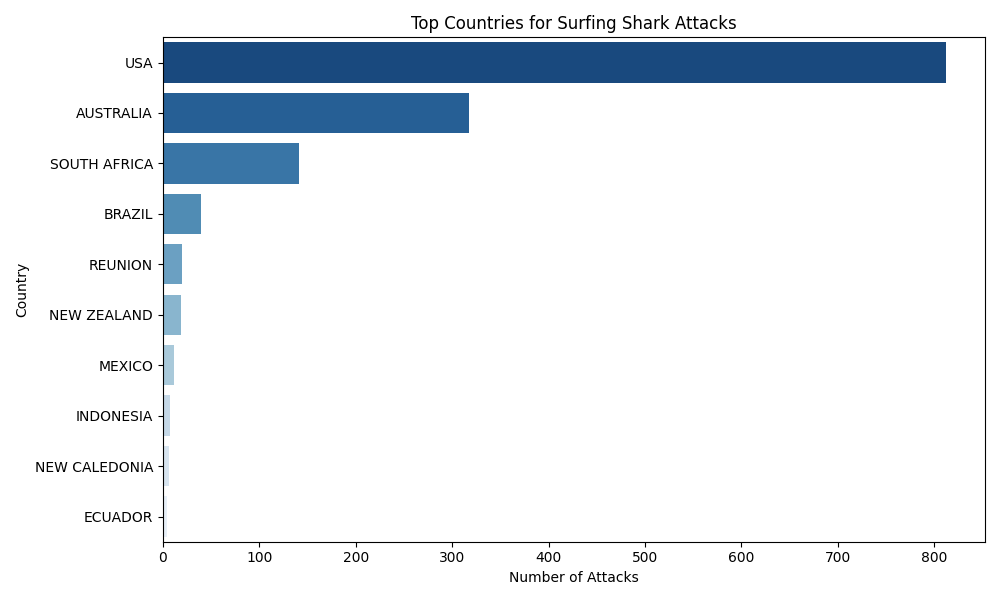 Top Countries for Surfing Shark Attacks
USA
AUSTRALIA
SOUTH AFRICA
BRAZIL
REUNION
NEW ZEALAND
MEXICO
INDONESIA
NEW CALEDONIA
ECUADOR
Country
0 100 200 300 400 500 600 700 800
Number of Attacks